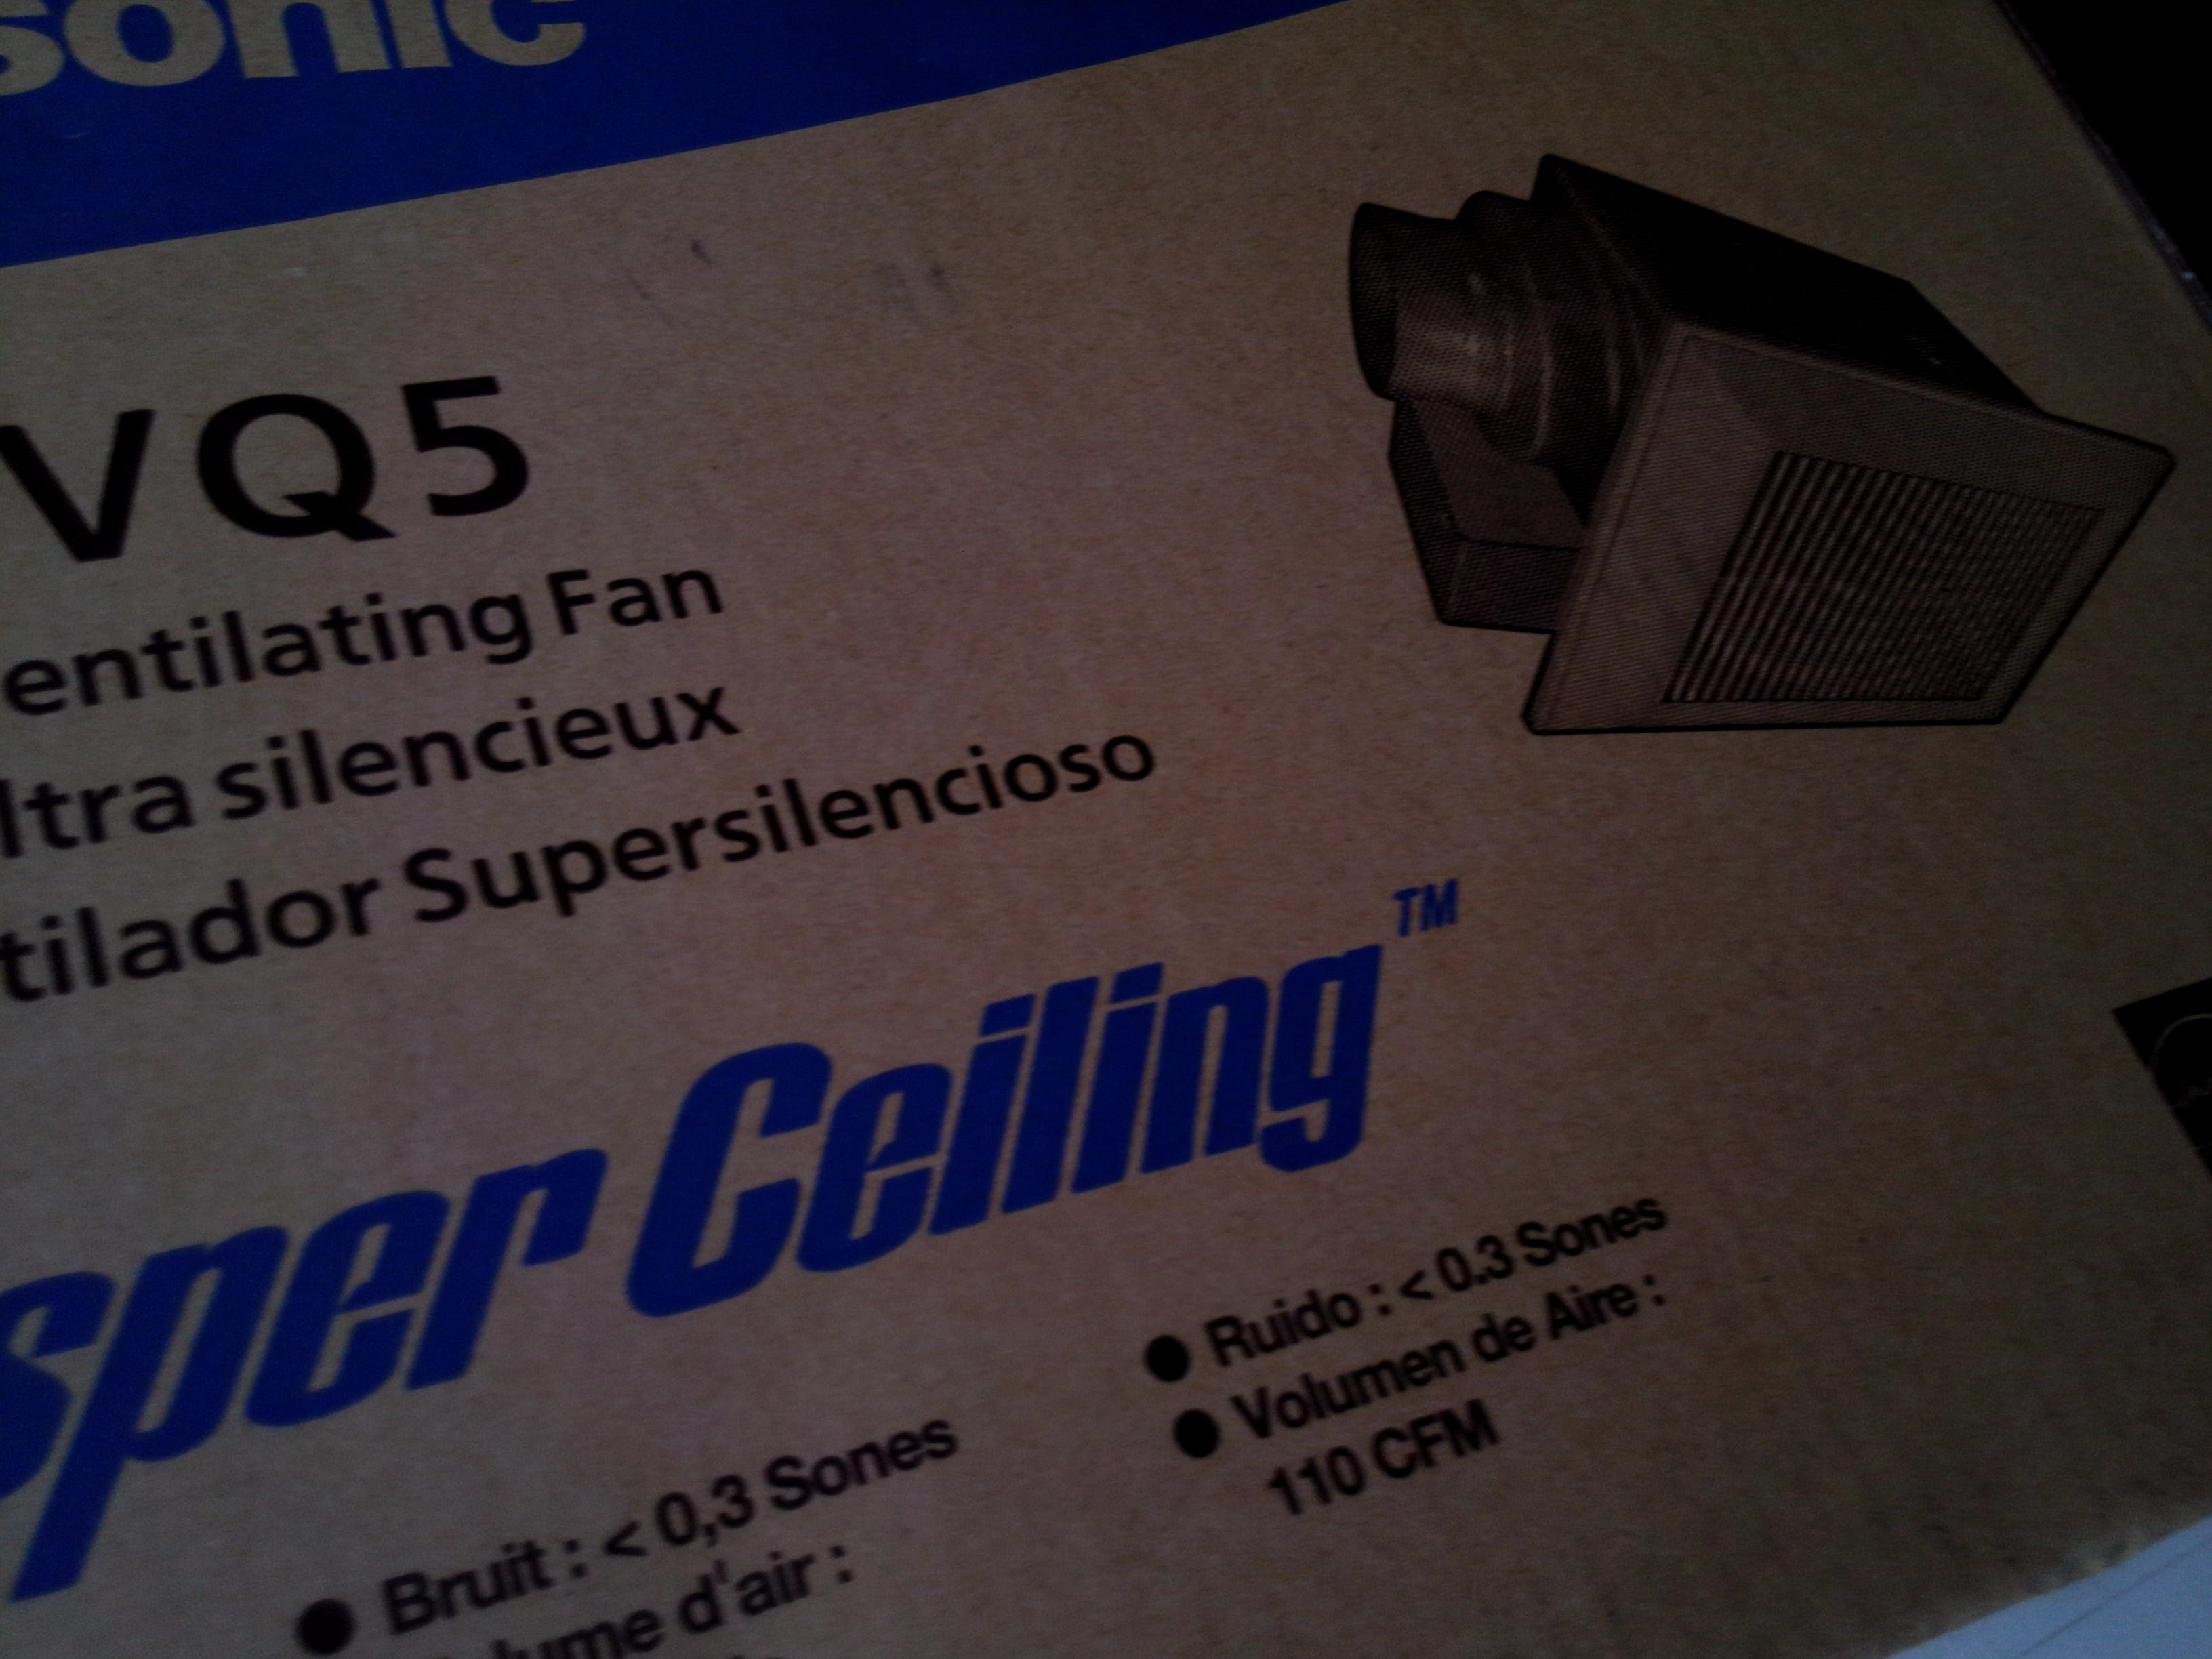 sonic
VQ5
entilating Fan
ltra silencieux
tilador Supersilencioso
sper Ceiling™
● Bruit : < 0,3 Sones
lume d'air :
● Ruido : < 0.3 Sones
● Volumen de Aire :
110 CFM